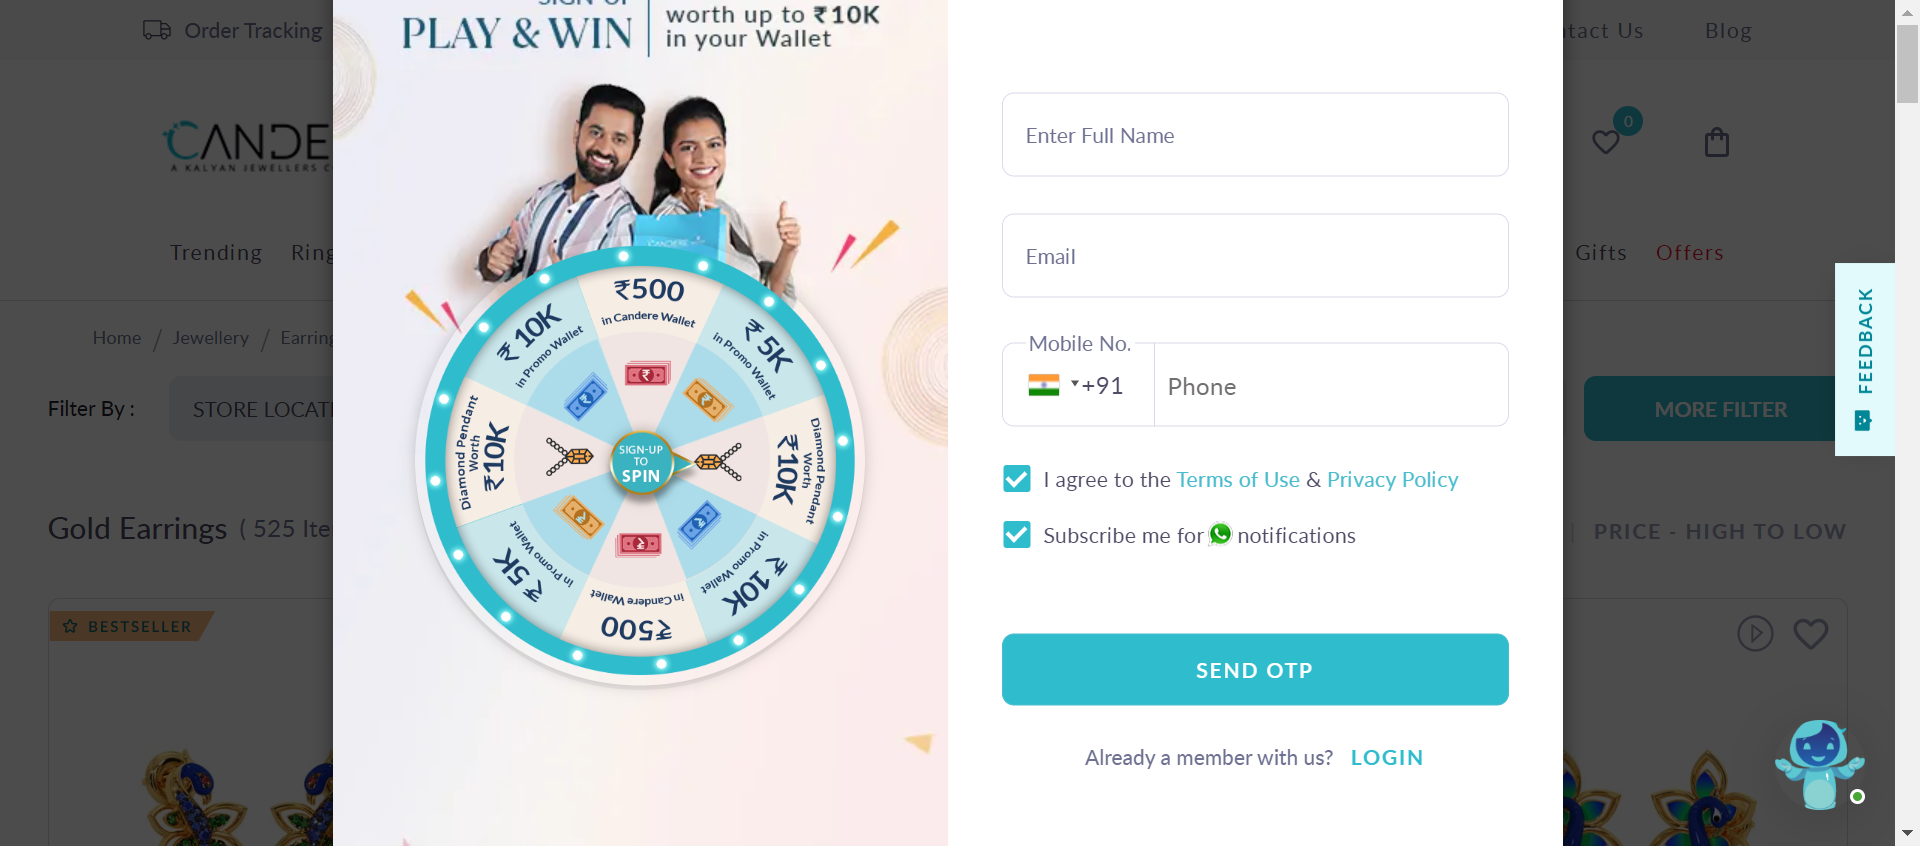 Order Tracking
ntact Us
Blog
CANDE
A KALYAN JEWELLERS C
0
Trending
Ring
Gifts
Offers
Home / Jewellery / Earring
Filter By :
STORE LOCATI
MORE FILTER
FEEDBACK
Gold Earrings ( 525 Ite
PRICE - HIGH TO LOW
BESTSELLER
SIGN-UP
PLAY & WIN
worth up to ₹10K
in your Wallet
CANDERE
₹500
in Candere Wallet
₹ 5K
in Promo Wallet
Diamond Pendant
Worth
₹10K
₹ 10K
in Promo Wallet
₹500
in Candere Wallet
₹ 5K
in Promo Wallet
Diamond Pendant
Worth
₹10K
₹ 10K
in Promo Wallet
SIGN-UP
TO
SPIN
Enter Full Name
Email
Mobile No.
+91
Phone
I agree to the Terms of Use & Privacy Policy
Subscribe me for notifications
SEND OTP
Already a member with us? LOGIN